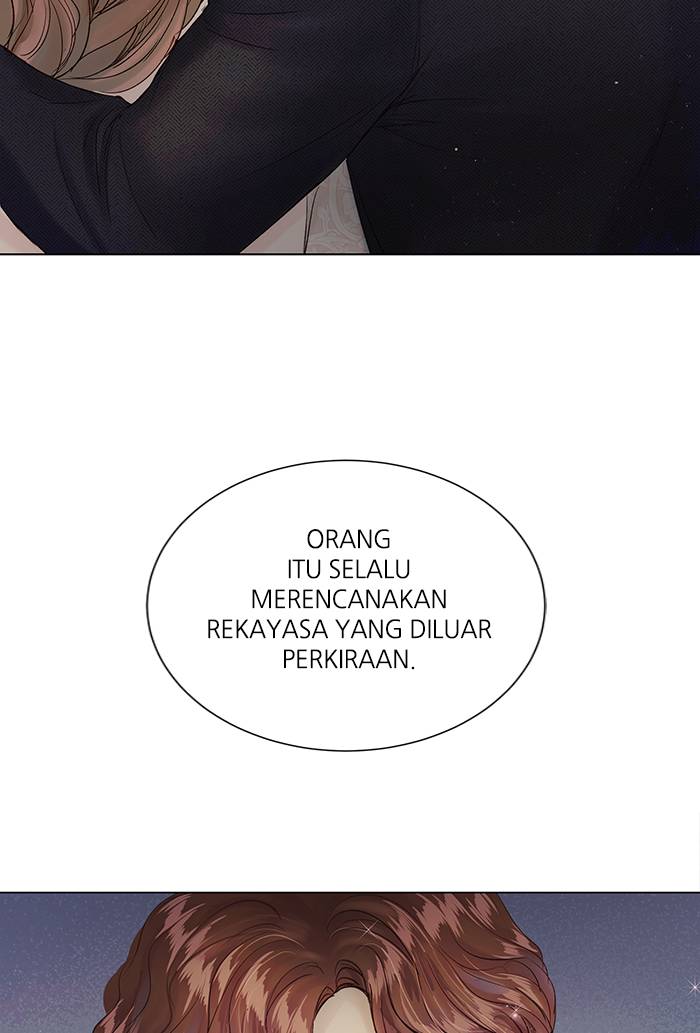 ORANG
ITU SELALU
MERENCANAKAN
REKAYASA YANG DILUAR
PERKIRAAN.